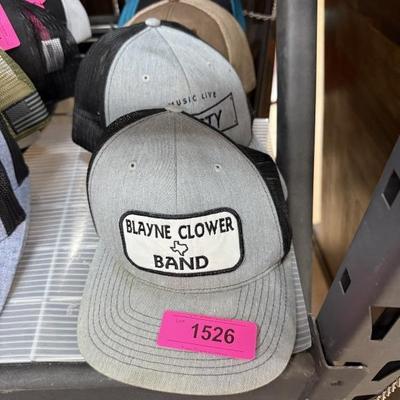 MUSIC LIVE
BLAYNE CLOWER
BAND
1526